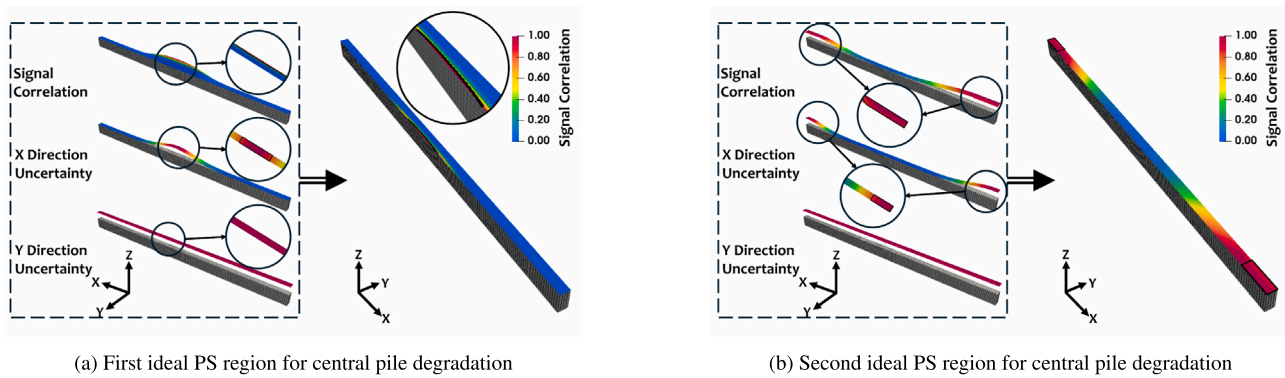 Signal
Correlation
X Direction
Uncertainty
Y Direction
Uncertainty
Z
X
Y
Z
Y
X
1.00
0.80
0.60
0.40
0.20
0.00
Signal Correlation
(a) First ideal PS region for central pile degradation
Signal
Correlation
X Direction
Uncertainty
Y Direction
Uncertainty
Z
X
Y
Z
Y
X
1.00
0.80
0.60
0.40
0.20
0.00
Signal Correlation
(b) Second ideal PS region for central pile degradation